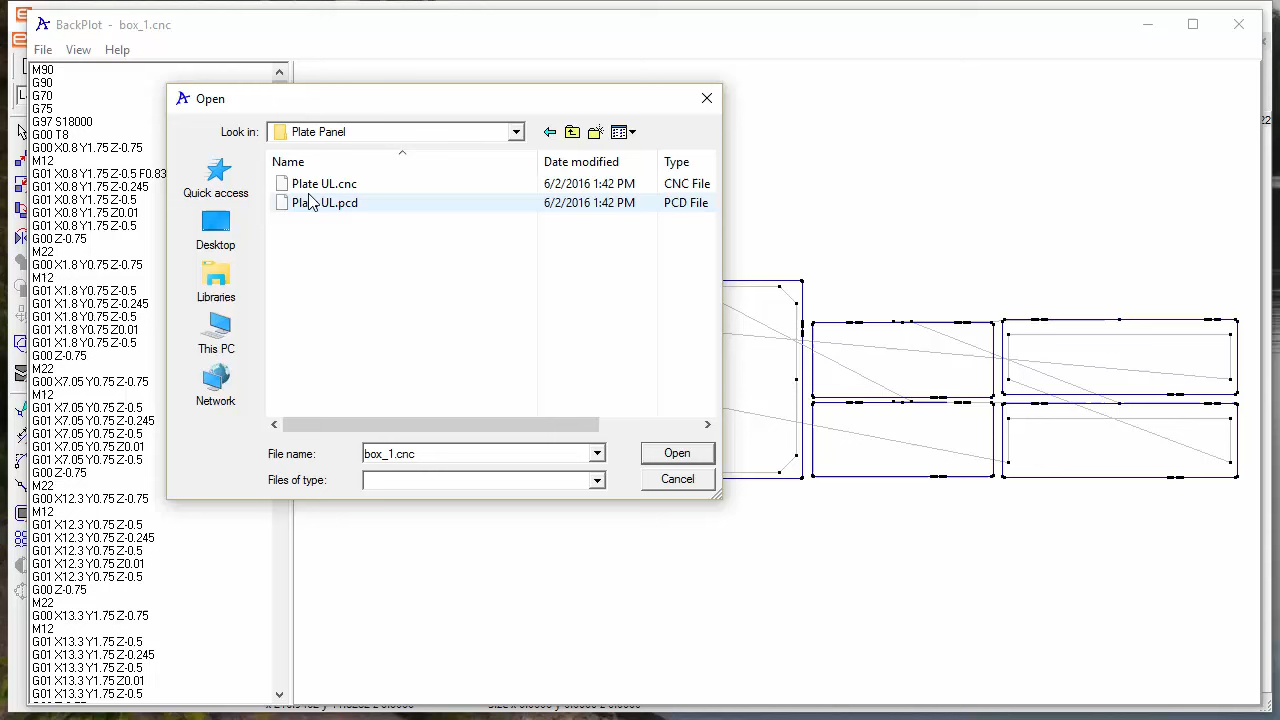 BackPlot - box_1.cnc
File View Help
M90
G90
G70
G75
G97 S18000
G00 T8
G00 X0.8 Y1.75 Z-0.75
M12
G01 X0.8 Y1.75 Z-0.5 F0.83
G01 X0.8 Y1.75 Z-0.245
G01 X0.8 Y1.75 Z-0.5
G01 X0.8 Y1.75 Z0.01
G01 X0.8 Y1.75 Z-0.5
G00 Z-0.75
M22
G00 X1.8 Y0.75 Z-0.75
M12
G01 X1.8 Y0.75 Z-0.5
G01 X1.8 Y0.75 Z-0.245
G01 X1.8 Y0.75 Z-0.5
G01 X1.8 Y0.75 Z0.01
G01 X1.8 Y0.75 Z-0.5
G00 Z-0.75
M22
G00 X7.05 Y0.75 Z-0.75
M12
G01 X7.05 Y0.75 Z-0.5
G01 X7.05 Y0.75 Z-0.245
G01 X7.05 Y0.75 Z-0.5
G01 X7.05 Y0.75 Z0.01
G01 X7.05 Y0.75 Z-0.5
G00 Z-0.75
M22
G00 X12.3 Y0.75 Z-0.75
M12
G01 X12.3 Y0.75 Z-0.5
G01 X12.3 Y0.75 Z-0.245
G01 X12.3 Y0.75 Z-0.5
G01 X12.3 Y0.75 Z0.01
G01 X12.3 Y0.75 Z-0.5
G00 Z-0.75
M22
G00 X13.3 Y1.75 Z-0.75
M12
G01 X13.3 Y1.75 Z-0.5
G01 X13.3 Y1.75 Z-0.245
G01 X13.3 Y1.75 Z-0.5
G01 X13.3 Y1.75 Z0.01
G01 X13.3 Y1.75 Z-0.5
Open
Look in: Plate Panel
Name Date modified Type
Plate UL.cnc 6/2/2016 1:42 PM CNC File
Plate UL.pcd 6/2/2016 1:42 PM PCD File
Quick access
Desktop
Libraries
This PC
Network
File name: box_1.cnc Open
Files of type: Cancel
22